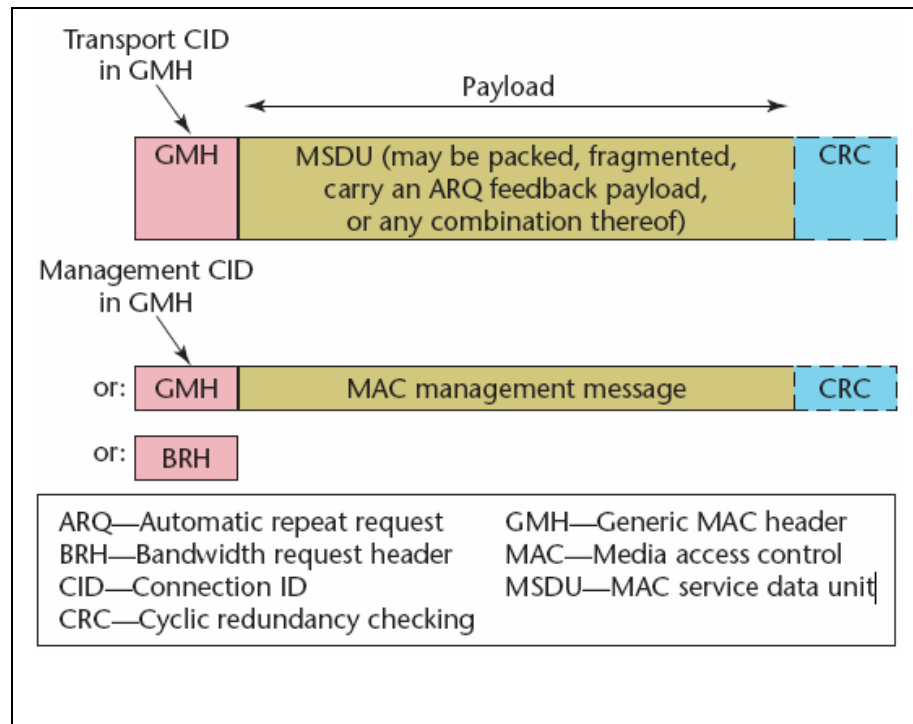 Transport CID
in GMH
Payload
GMH
MSDU (may be packed, fragmented,
carry an ARQ feedback payload,
or any combination thereof)
CRC
Management CID
in GMH
or:
GMH
MAC management message
CRC
or:
BRH
ARQ—Automatic repeat request
BRH—Bandwidth request header
CID—Connection ID
CRC—Cyclic redundancy checking
GMH—Generic MAC header
MAC—Media access control
MSDU—MAC service data unit